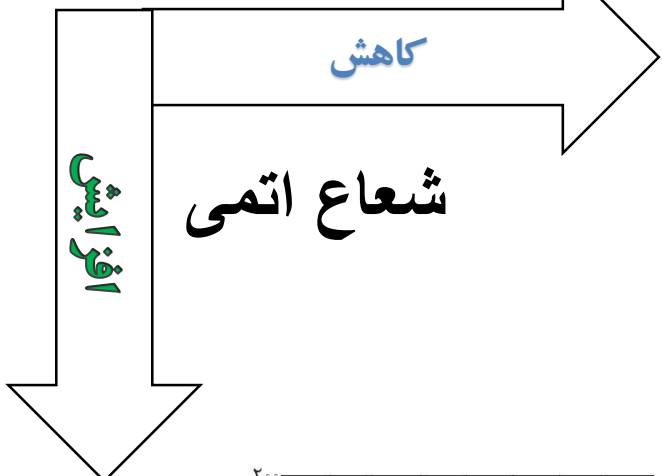 کاهش
افزایش
شعاع اتمی
۲۰۰